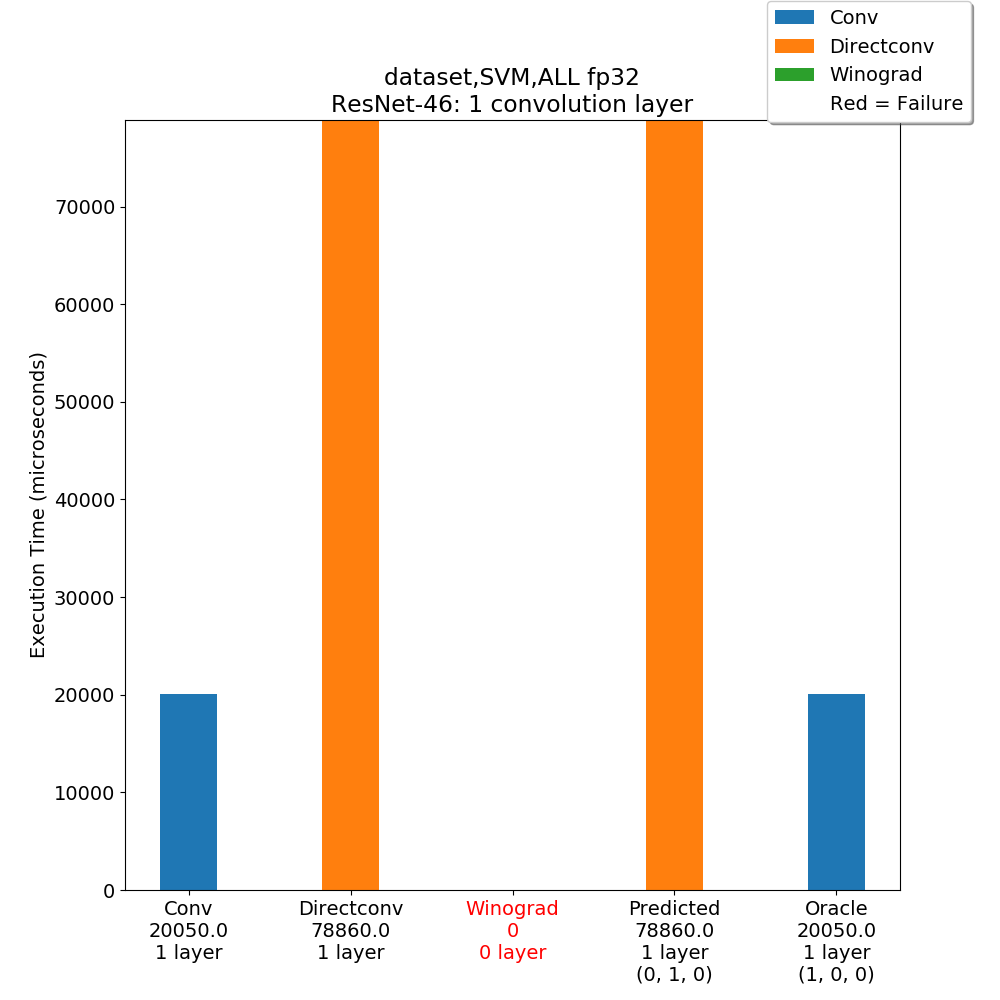 Conv
Directconv
Winograd
Red = Failure
dataset,SVM,ALL fp32
ResNet-46: 1 convolution layer
Execution Time (microseconds)
70000
60000
50000
40000
30000
20000
10000
0
Conv
20050.0
1 layer
Directconv
78860.0
1 layer
Winograd
0
0 layer
Predicted
78860.0
1 layer
(0, 1, 0)
Oracle
20050.0
1 layer
(1, 0, 0)